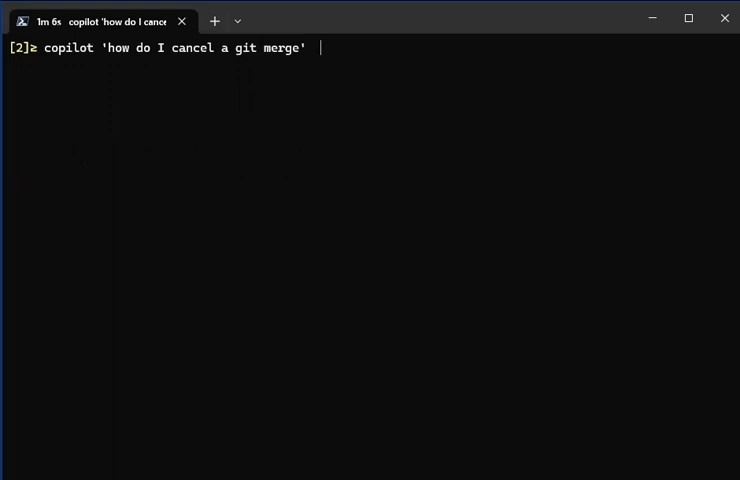 1m 6s copilot 'how do I cance
[2]≥ copilot 'how do I cancel a git merge'